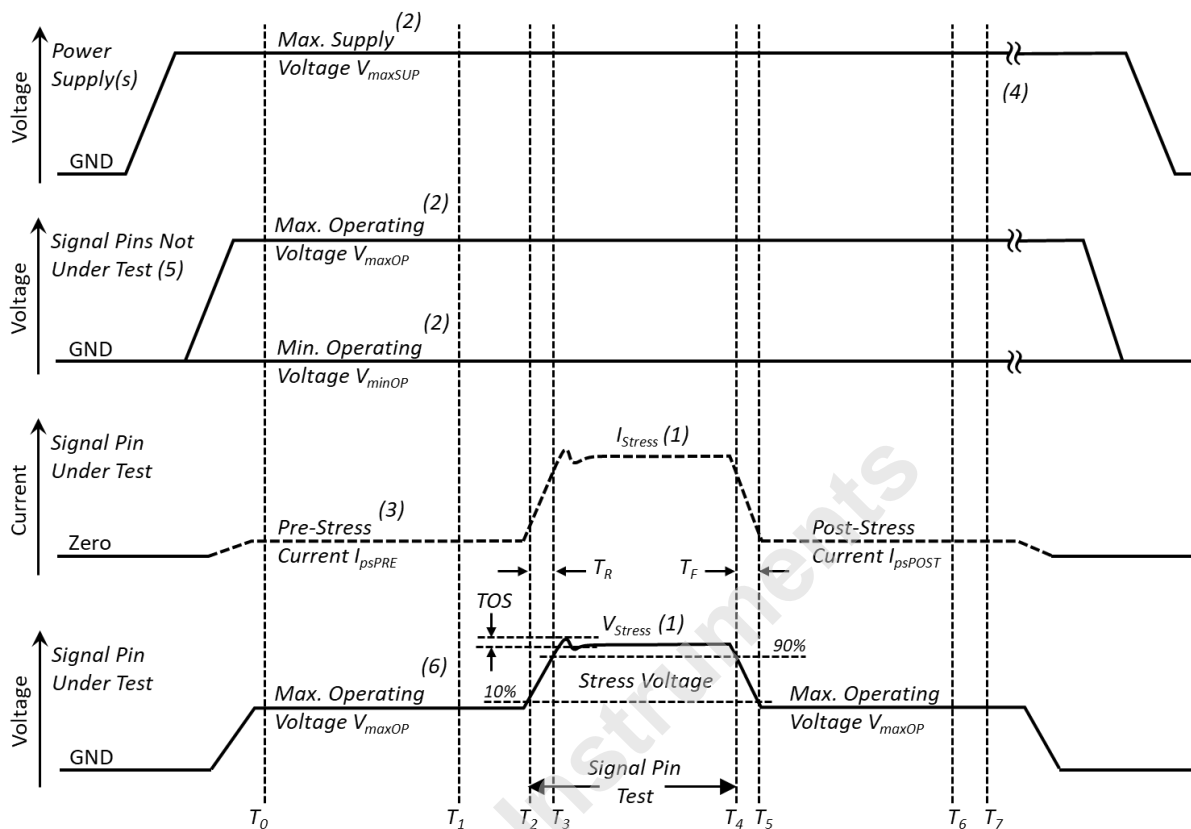 Voltage
Power
Supply(s)
GND
Max. Supply (2)
Voltage VmaxSUP
(4)
Voltage
Signal Pins Not
Under Test (5)
GND
Max. Operating (2)
Voltage VmaxOP
Min. Operating (2)
Voltage VminOP
Current
Signal Pin
Under Test
Zero
IStress (1)
Pre-Stress (3)
Current IpsPRE
Post-Stress
Current IpsPOST
TR
TF
Voltage
Signal Pin
Under Test
GND
TOS
VStress (1)
90%
10%
Stress Voltage
Max. Operating (6)
Voltage VmaxOP
Max. Operating
Voltage VmaxOP
Signal Pin
Test
T0 T1 T2 T3 T4 T5 T6 T7
Instruments